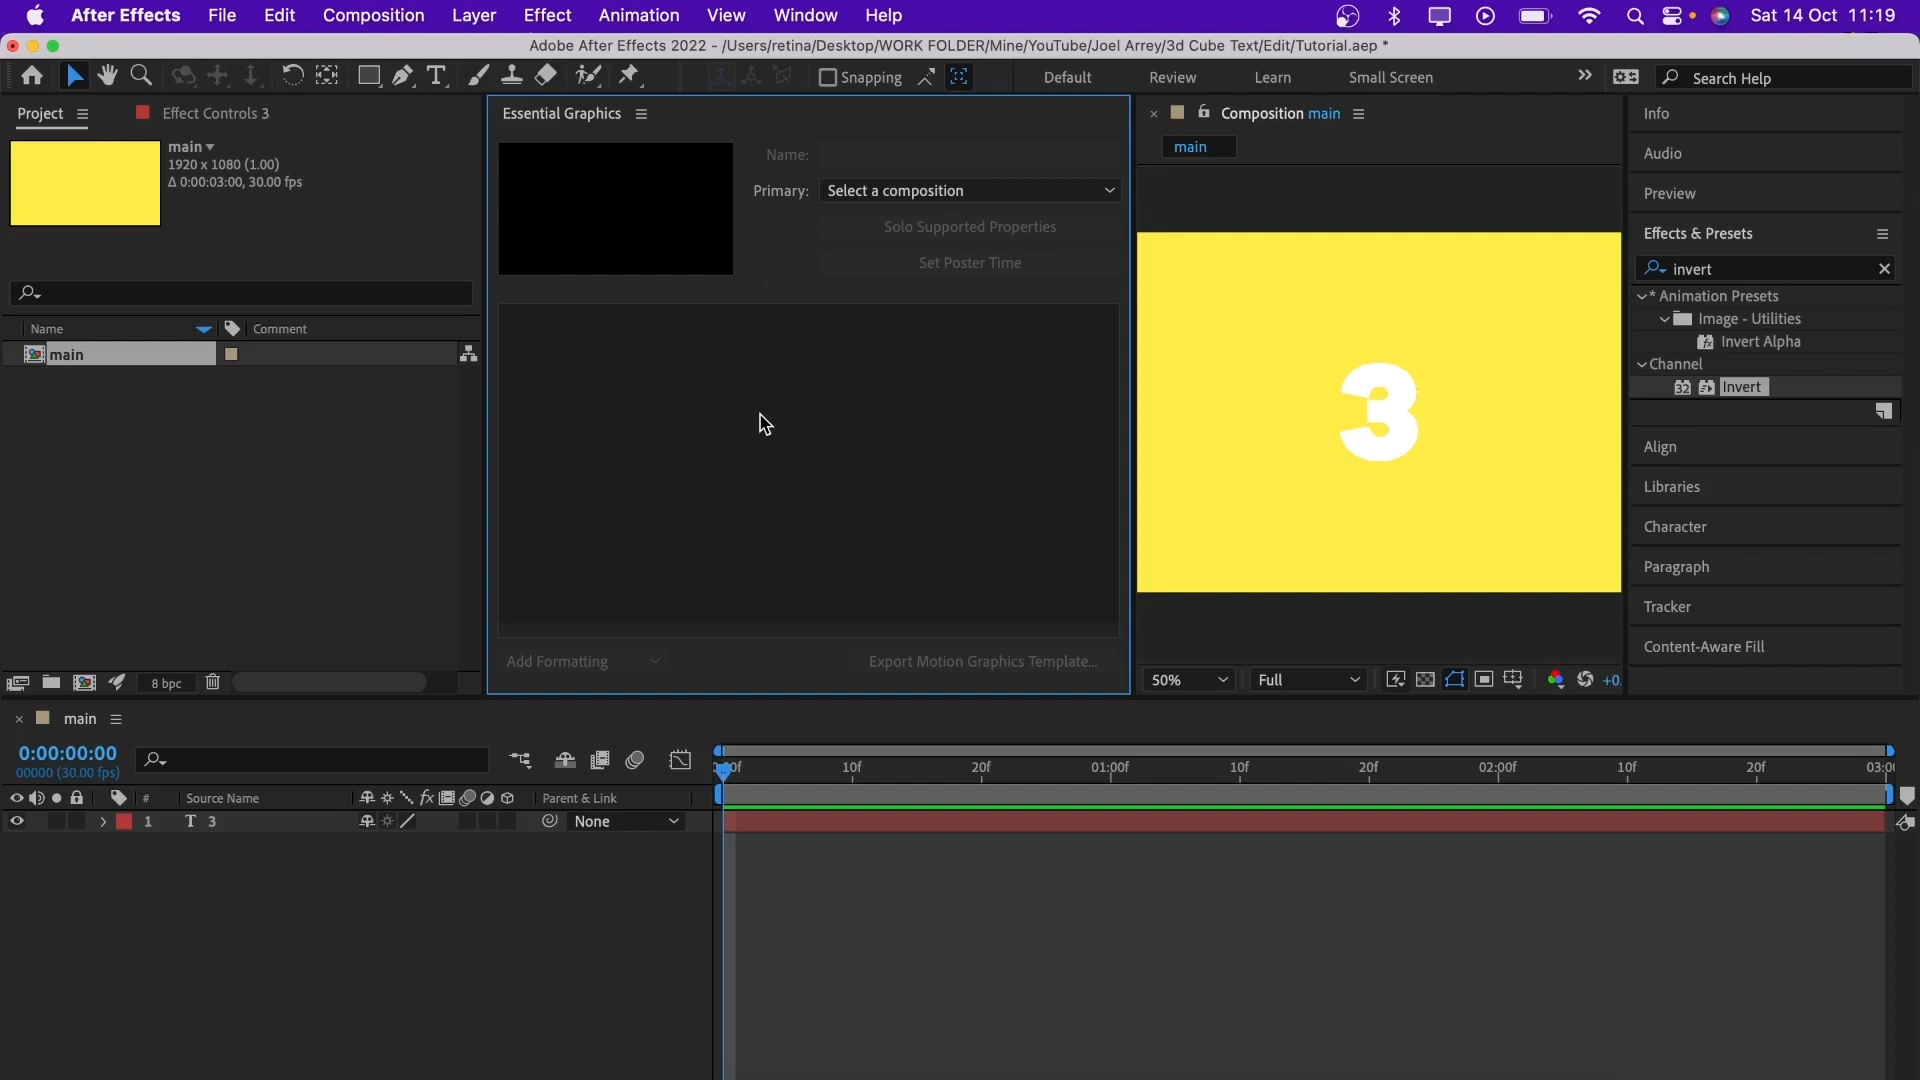 After Effects File Edit Composition Layer Effect Animation View Window Help Sat 14 Oct 11:19
Adobe After Effects 2022 - /Users/retina/Desktop/WORK FOLDER/Mine/YouTube/Joel Arrey/3d Cube Text/Edit/Tutorial.aep *
Snapping Default Review Learn Small Screen Search Help
Project Effect Controls 3
main
1920 x 1080 (1.00)
Δ 0:00:03:00, 30.00 fps
Name Comment
main
8 bpc
Essential Graphics
Name:
Primary: Select a composition
Solo Supported Properties
Set Poster Time
Add Formatting Export Motion Graphics Template...
Composition main
main
3
50% Full +0.
Info
Audio
Preview
Effects & Presets
invert
* Animation Presets
Image - Utilities
Invert Alpha
Channel
32 Invert
Align
Libraries
Character
Paragraph
Tracker
Content-Aware Fill
main
0:00:00:00
00000 (30.00 fps)
10f 20f 01:00f 10f 20f 02:00f 10f 20f
# Source Name fx Parent & Link
1 T 3 None